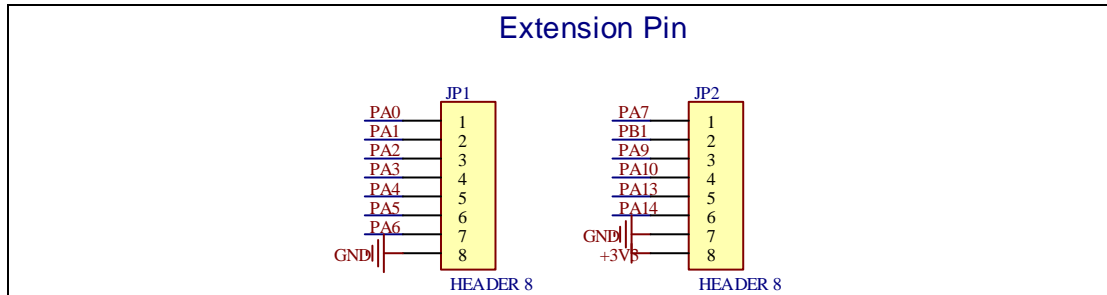 Extension Pin
JP1
PA0 1
PA1 2
PA2 3
PA3 4
PA4 5
PA5 6
PA6 7
GND 8
HEADER 8
JP2
PA7 1
PB1 2
PA9 3
PA10 4
PA13 5
PA14 6
GND 7
+3V3 8
HEADER 8